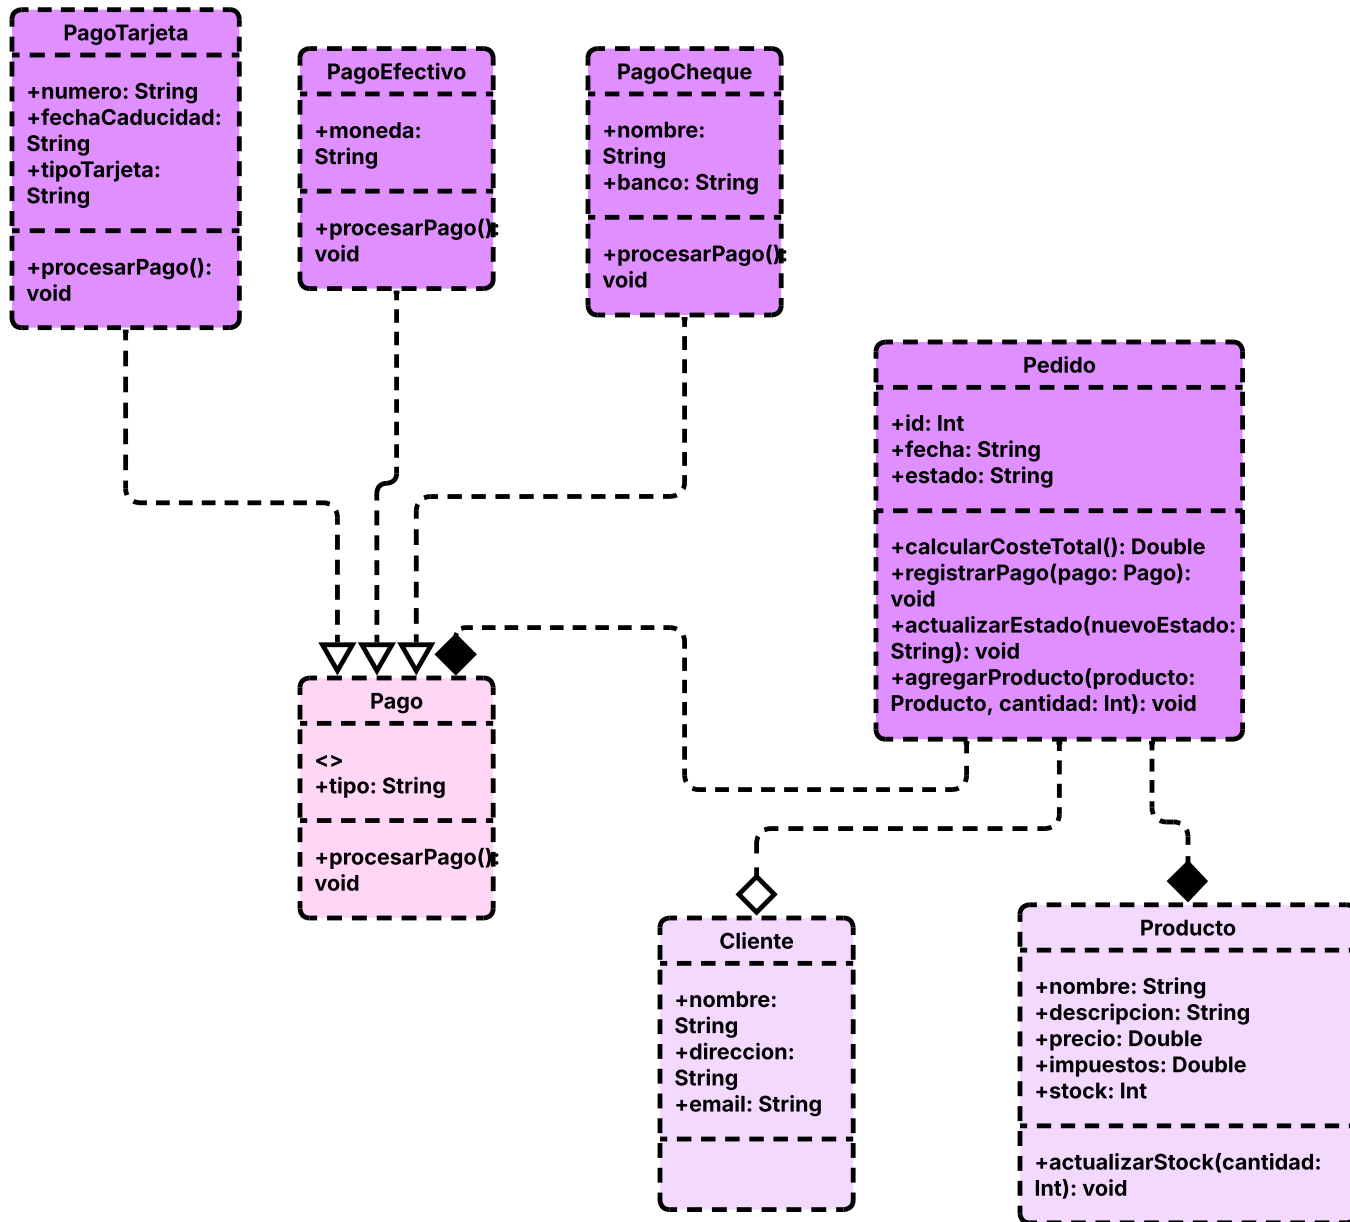 PagoTarjeta
+numero: String
+fechaCaducidad:
String
+tipoTarjeta:
String
+procesarPago():
void
PagoEfectivo
+moneda:
String
+procesarPago():
void
PagoCheque
+nombre:
String
+banco: String
+procesarPago():
void
Pedido
+id: Int
+fecha: String
+estado: String
+calcularCosteTotal(): Double
+registrarPago(pago: Pago):
void
+actualizarEstado(nuevoEstado:
String): void
+agregarProducto(producto:
Producto, cantidad: Int): void
Pago
<>
+tipo: String
+procesarPago():
void
Cliente
+nombre:
String
+direccion:
String
+email: String
Producto
+nombre: String
+descripcion: String
+precio: Double
+impuestos: Double
+stock: Int
+actualizarStock(cantidad:
Int): void